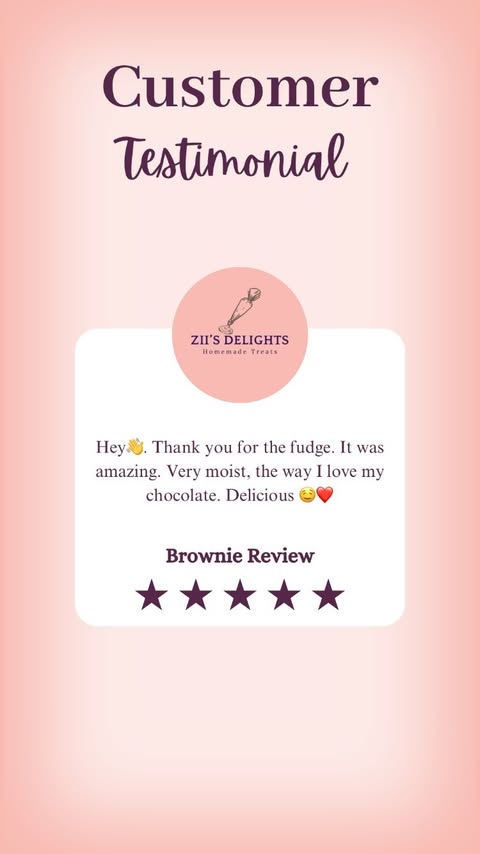 Customer
Testimonial
ZII'S DELIGHTS
Homemade Treats
Hey👋. Thank you for the fudge. It was
amazing. Very moist, the way I love my
chocolate. Delicious 🤤❤️
Brownie Review